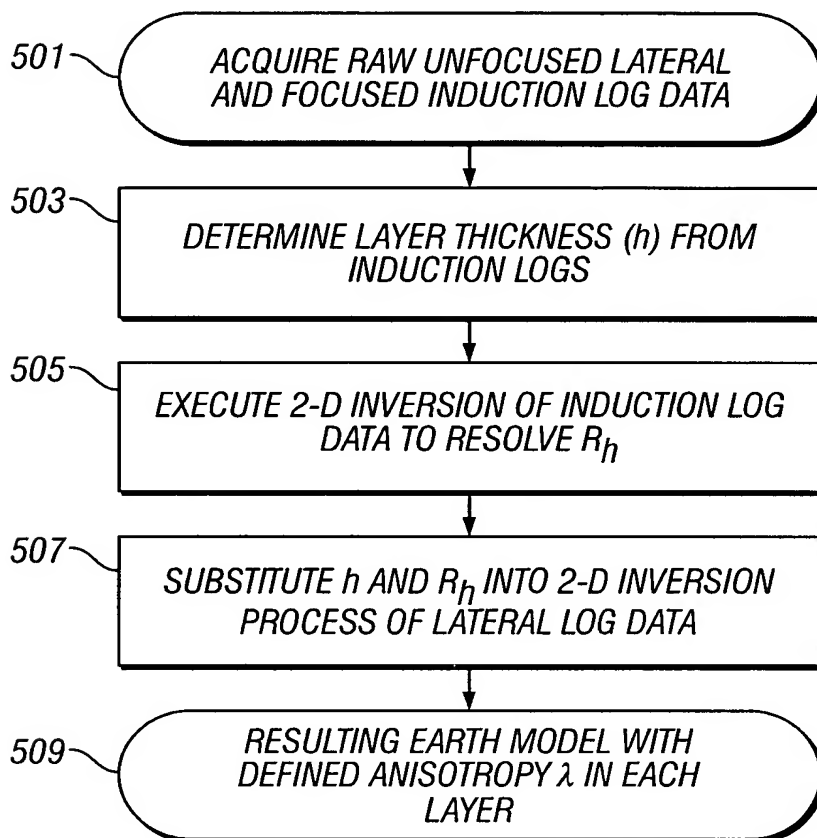 501
ACQUIRE RAW UNFOCUSED LATERAL
AND FOCUSED INDUCTION LOG DATA
503
DETERMINE LAYER THICKNESS (h) FROM
INDUCTION LOGS
505
EXECUTE 2-D INVERSION OF INDUCTION LOG
DATA TO RESOLVE Rh
507
SUBSTITUTE h AND Rh INTO 2-D INVERSION
PROCESS OF LATERAL LOG DATA
509
RESULTING EARTH MODEL WITH
DEFINED ANISOTROPY λ IN EACH
LAYER